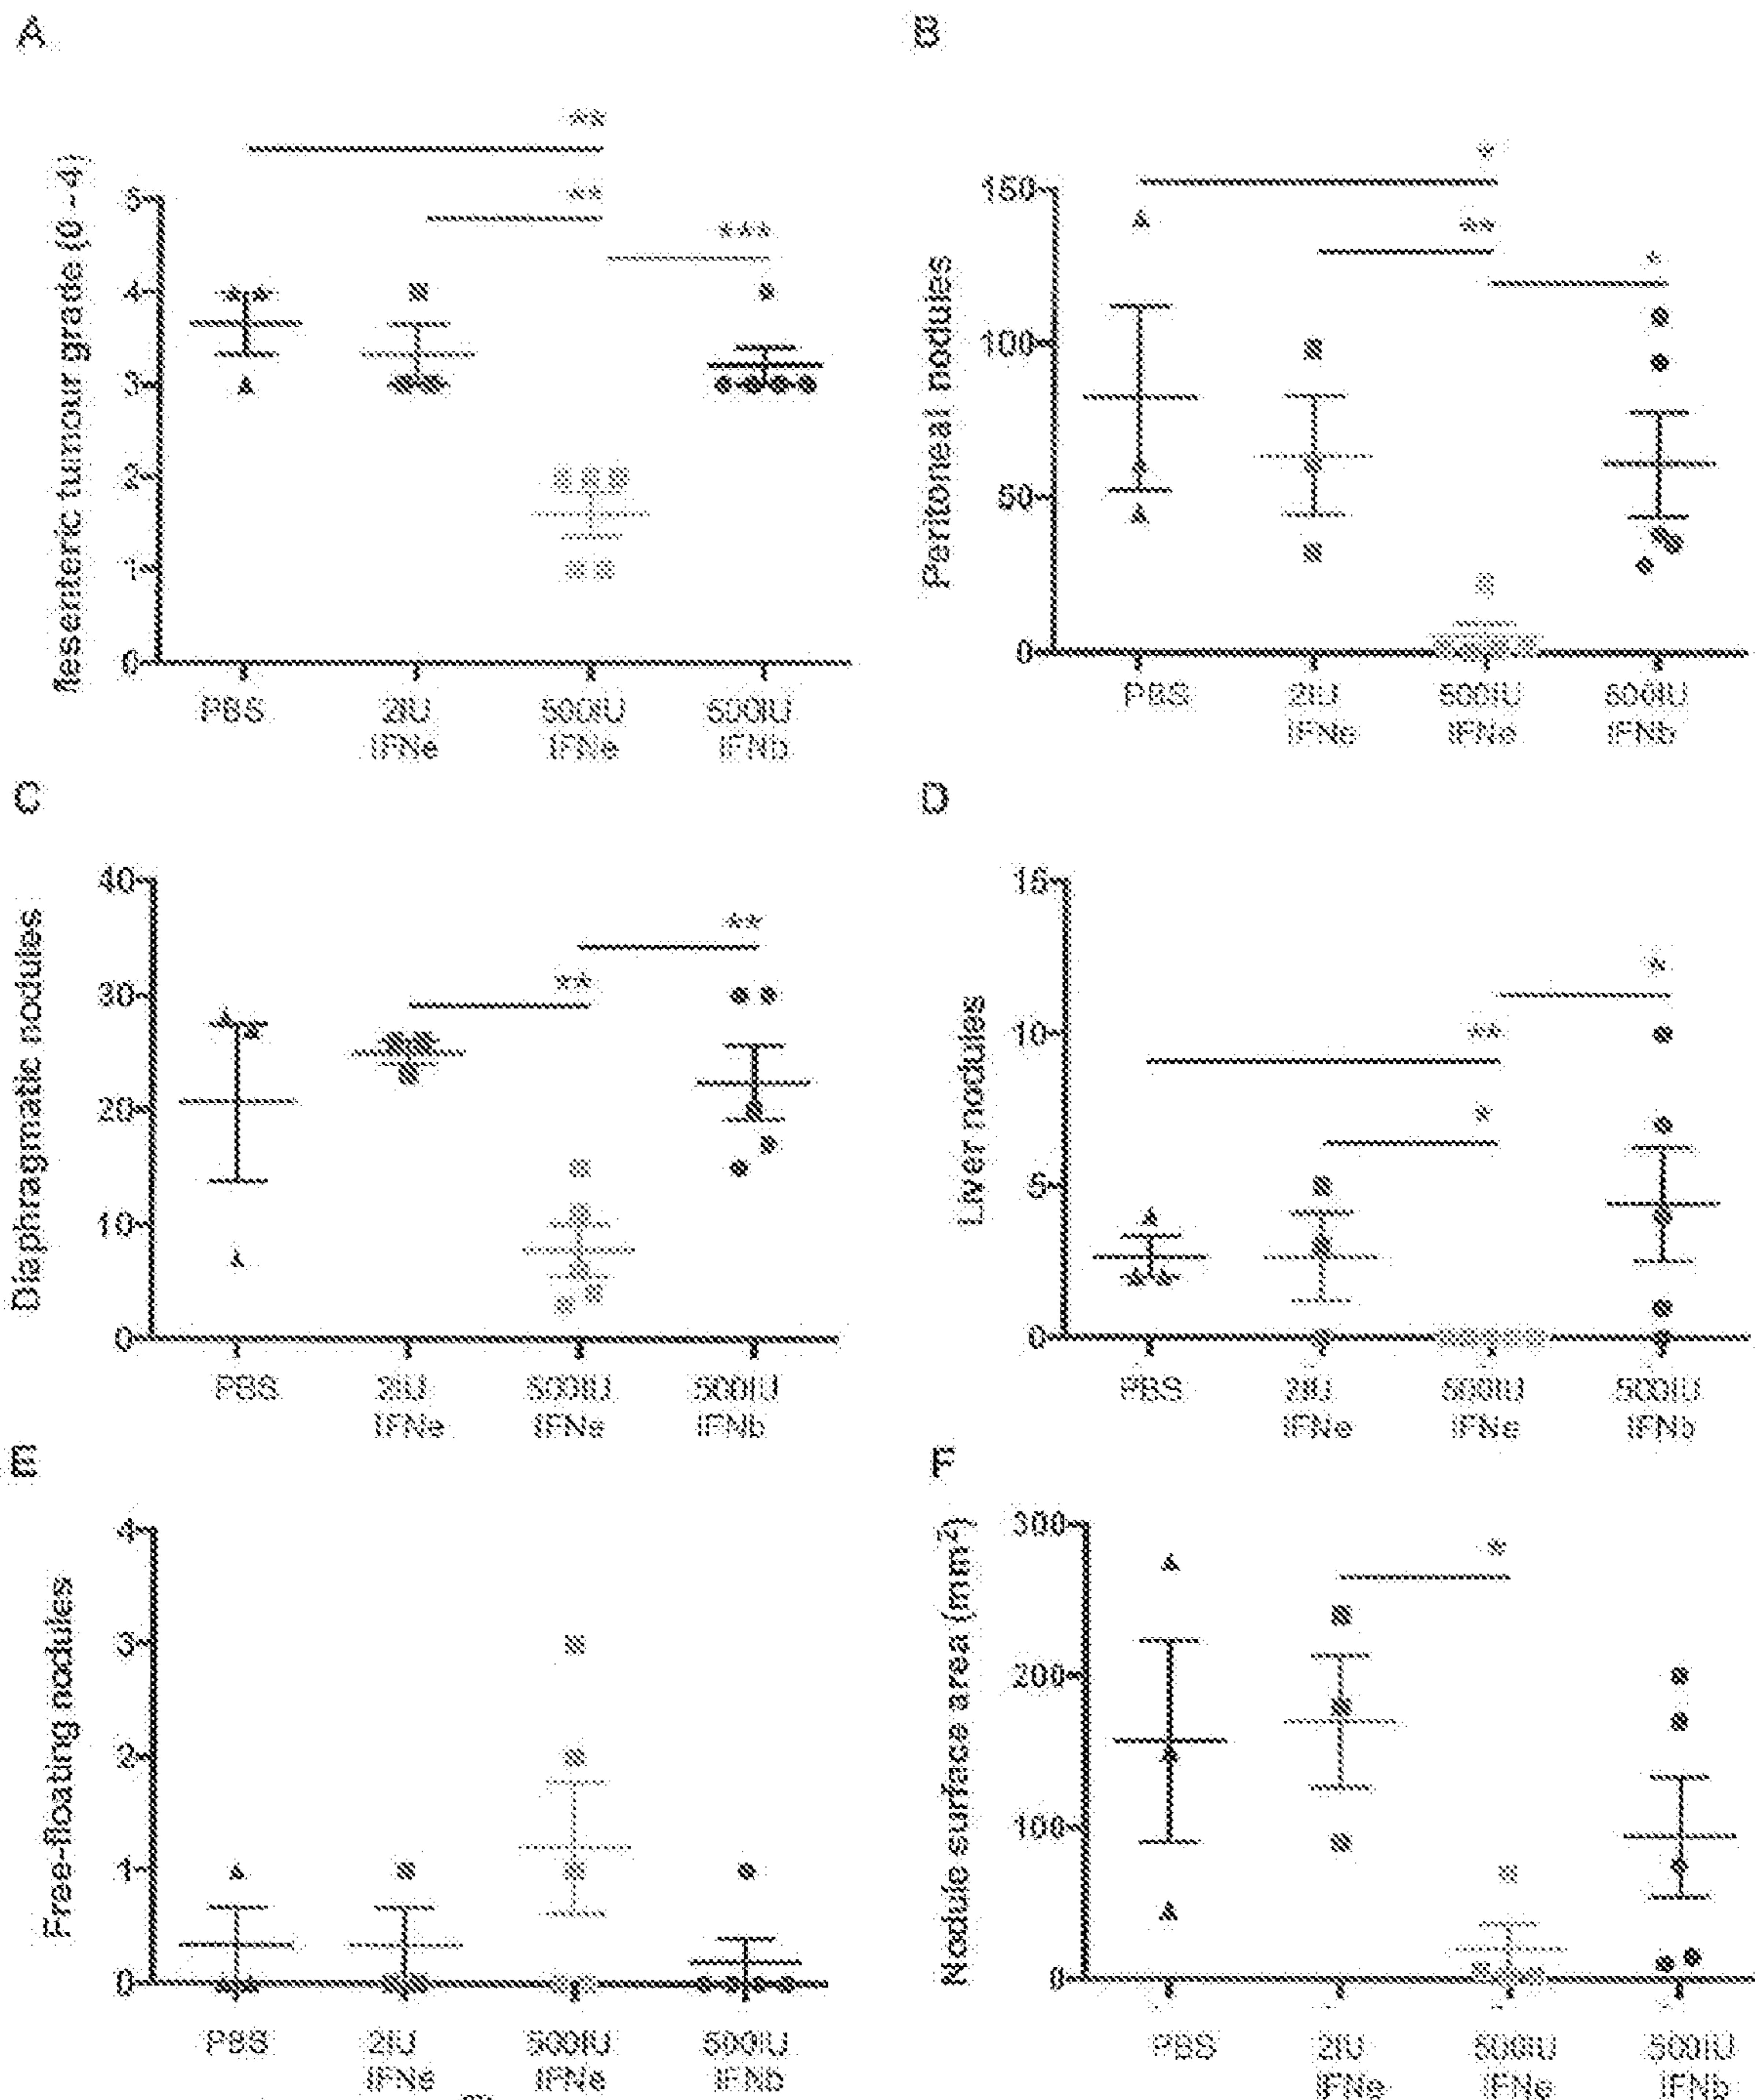 A
**
**
***
Mesenteric tumour grade (0 - 4)
5
4
3
2
1
0
PBS 2IU 500IU 500IU
IFNe IFNe IFNb
B
*
**
*
Peritoneal nodules
150
100
50
0
PBS 2IU 500IU 500IU
IFNe IFNe IFNb
C
**
**
Diaphragmatic nodules
40
30
20
10
0
PBS 2IU 500IU 500IU
IFNe IFNe IFNb
D
*
**
*
Liver nodules
15
10
5
0
PBS 2IU 500IU 500IU
IFNe IFNe IFNb
E
Free-floating nodules
4
3
2
1
0
PBS 2IU 500IU 500IU
IFNe IFNe IFNb
F
*
Nodule surface area (mm²)
300
200
100
0
PBS 2IU 500IU 500IU
IFNe IFNe IFNb